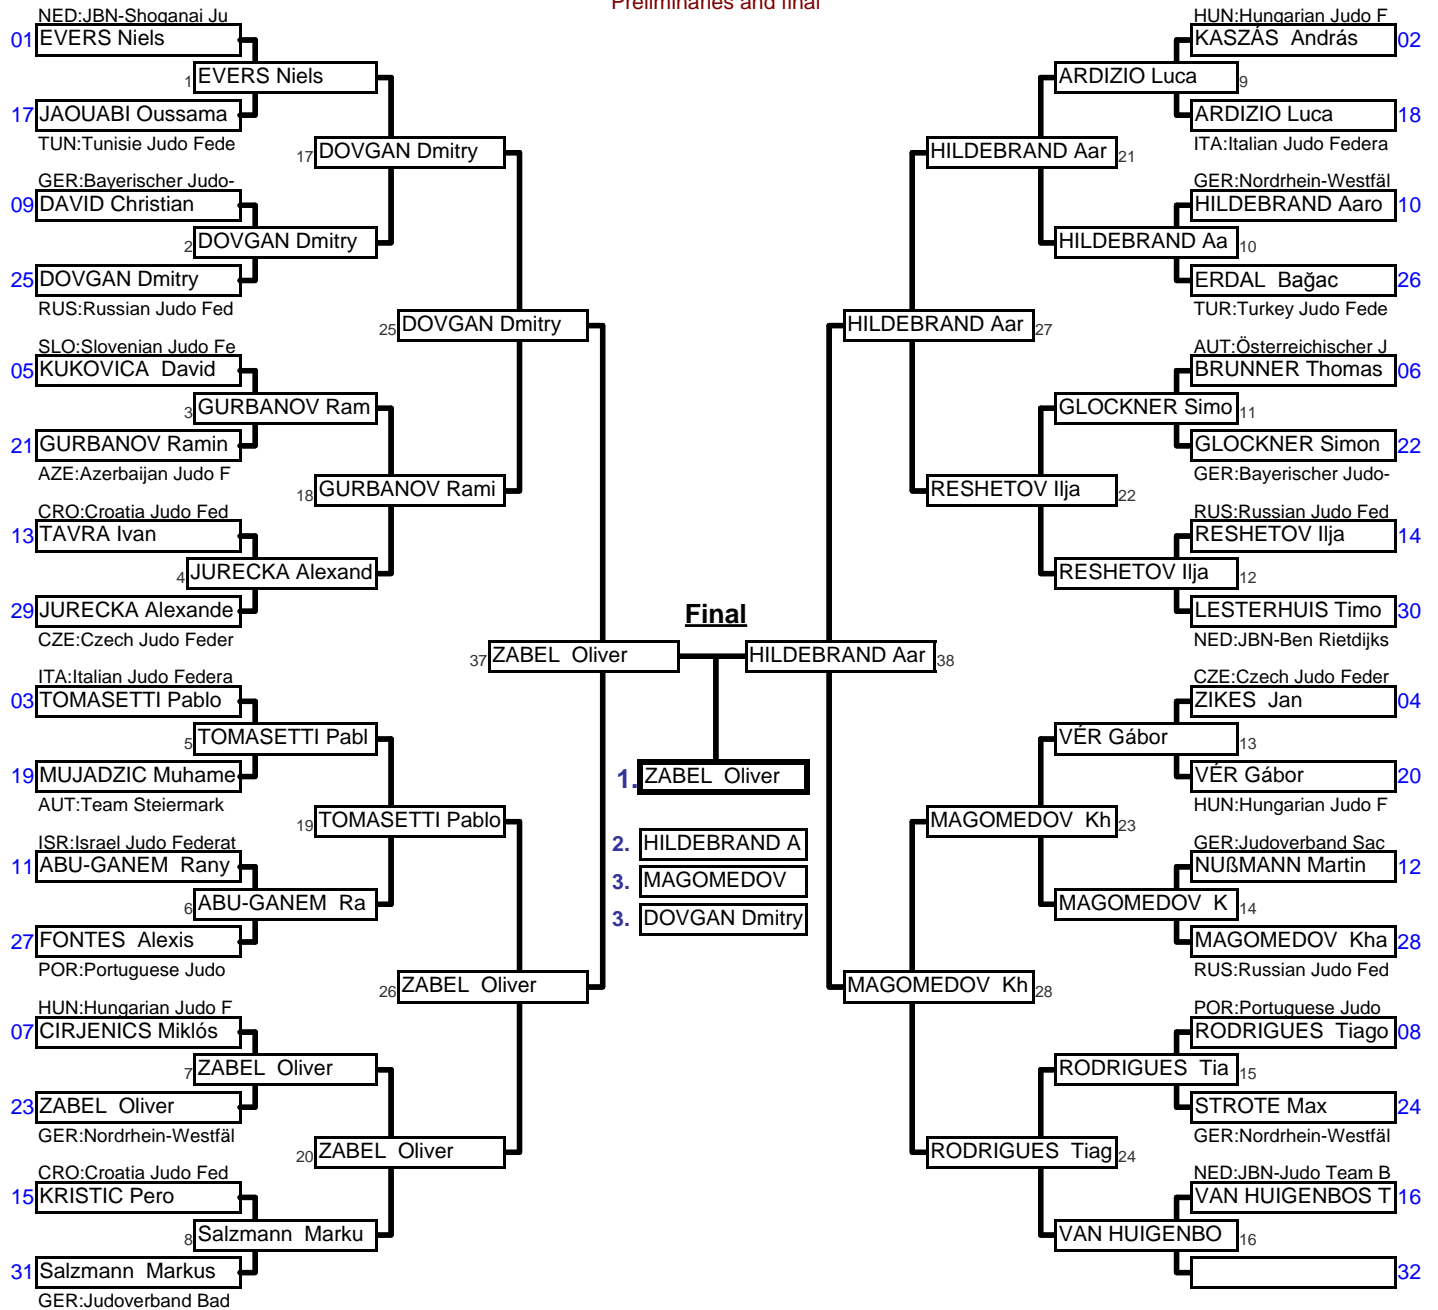 Preliminaries and final
NED:JBN-Shoganai Ju
01 EVERS Niels
1 EVERS Niels
17 JAOUABI Oussama
TUN:Tunisie Judo Fede
17 DOVGAN Dmitry
GER:Bayerischer Judo-
09 DAVID Christian
2 DOVGAN Dmitry
25 DOVGAN Dmitry
RUS:Russian Judo Fed
25 DOVGAN Dmitry
SLO:Slovenian Judo Fe
05 KUKOVICA David
3 GURBANOV Ram
21 GURBANOV Ramin
AZE:Azerbaijan Judo F
18 GURBANOV Rami
CRO:Croatia Judo Fed
13 TAVRA Ivan
4 JURECKA Alexand
29 JURECKA Alexande
CZE:Czech Judo Feder
37 ZABEL Oliver
ITA:Italian Judo Federa
03 TOMASETTI Pablo
5 TOMASETTI Pabl
19 MUJADZIC Muhame
AUT:Team Steiermark
19 TOMASETTI Pablo
ISR:Israel Judo Federat
11 ABU-GANEM Rany
6 ABU-GANEM Ra
27 FONTES Alexis
POR:Portuguese Judo
26 ZABEL Oliver
HUN:Hungarian Judo F
07 CIRJENICS Miklós
7 ZABEL Oliver
23 ZABEL Oliver
GER:Nordrhein-Westfäl
20 ZABEL Oliver
CRO:Croatia Judo Fed
15 KRISTIC Pero
8 Salzmann Marku
31 Salzmann Markus
GER:Judoverband Bad
Final
1. ZABEL Oliver
2. HILDEBRAND A
3. MAGOMEDOV
3. DOVGAN Dmitry
HUN:Hungarian Judo F
KASZÁS András 02
ARDIZIO Luca 9
ARDIZIO Luca 18
ITA:Italian Judo Federa
HILDEBRAND Aar 21
GER:Nordrhein-Westfäl
HILDEBRAND Aaro 10
HILDEBRAND Aa 10
ERDAL Bağac 26
TUR:Turkey Judo Fede
HILDEBRAND Aar 27
AUT:Österreichischer J
BRUNNER Thomas 06
GLOCKNER Simo 11
GLOCKNER Simon 22
GER:Bayerischer Judo-
RESHETOV Ilja 22
RUS:Russian Judo Fed
RESHETOV Ilja 14
RESHETOV Ilja 12
LESTERHUIS Timo 30
NED:JBN-Ben Rietdijks
HILDEBRAND Aar 38
CZE:Czech Judo Feder
ZIKES Jan 04
VÉR Gábor 13
VÉR Gábor 20
HUN:Hungarian Judo F
MAGOMEDOV Kh 23
GER:Judoverband Sac
NUßMANN Martin 12
MAGOMEDOV K 14
MAGOMEDOV Kha 28
RUS:Russian Judo Fed
MAGOMEDOV Kh 28
POR:Portuguese Judo
RODRIGUES Tiago 08
RODRIGUES Tia 15
STROTE Max 24
GER:Nordrhein-Westfäl
RODRIGUES Tiag 24
NED:JBN-Judo Team B
VAN HUIGENBOS T 16
VAN HUIGENBO 16
32